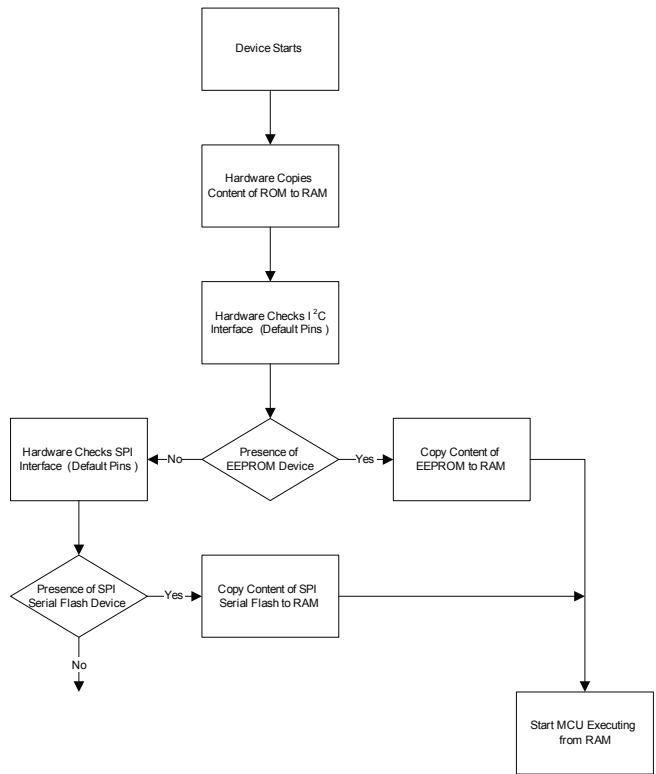 Device Starts
Hardware Copies
Content of ROM to RAM
Hardware Checks I²C
Interface (Default Pins )
Presence of
EEPROM Device
No
Yes
Copy Content of
EEPROM to RAM
Hardware Checks SPI
Interface (Default Pins )
Presence of SPI
Serial Flash Device
Yes
Copy Content of SPI
Serial Flash to RAM
No
Start MCU Executing
from RAM